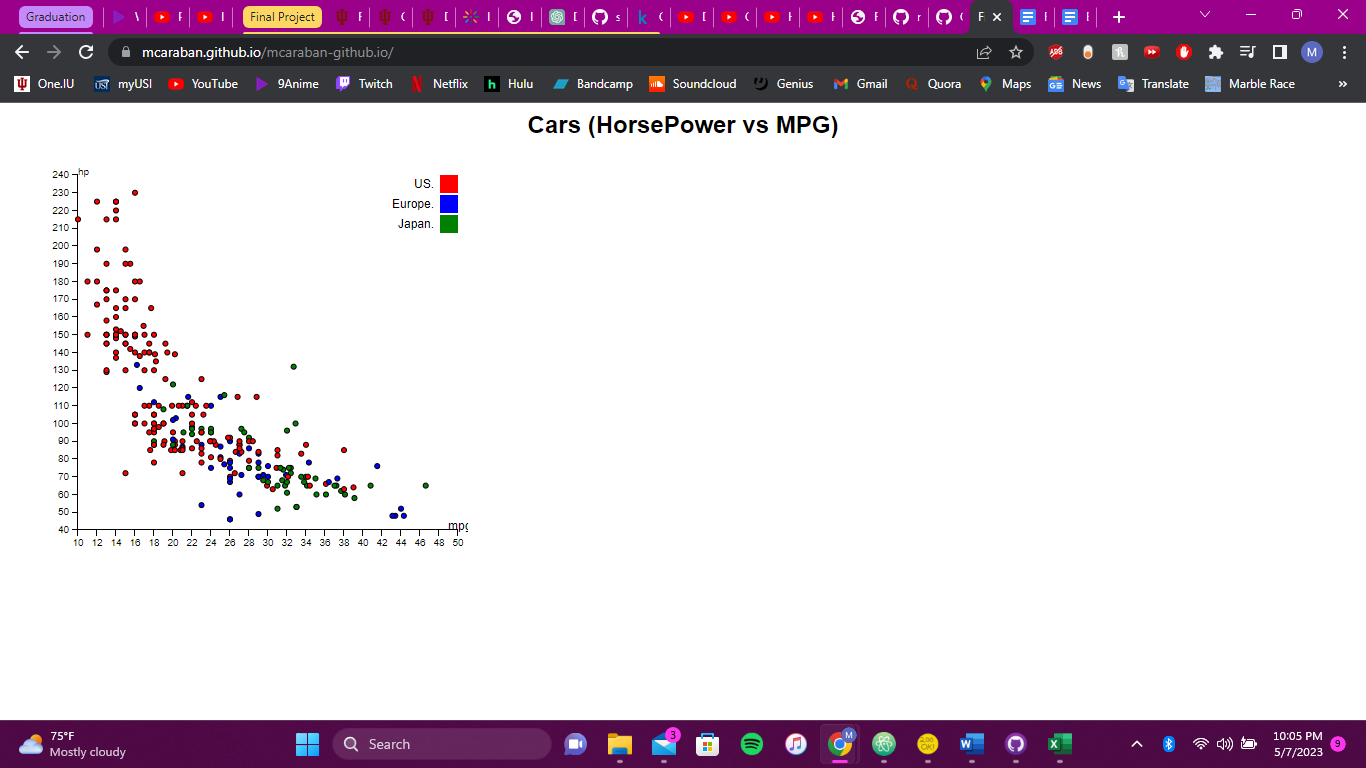 Graduation
Final Project
mcaraban.github.io/mcaraban-github.io/
ABP
M
One.IU
USI
myUSI
YouTube
9Anime
Twitch
Netflix
h
Hulu
Bandcamp
Soundcloud
Genius
Gmail
Q
Quora
Maps
News
Translate
Marble Race
»
Cars (HorsePower vs MPG)
hp
US.
Europe.
Japan.
240
230
220
210
200
190
180
170
160
150
140
130
120
110
100
90
80
70
60
50
40
mpg
10 12 14 16 18 20 22 24 26 28 30 32 34 36 38 40 42 44 46 48 50
75°F
Mostly cloudy
Search
3
M
W
X
10:05 PM
5/7/2023
9